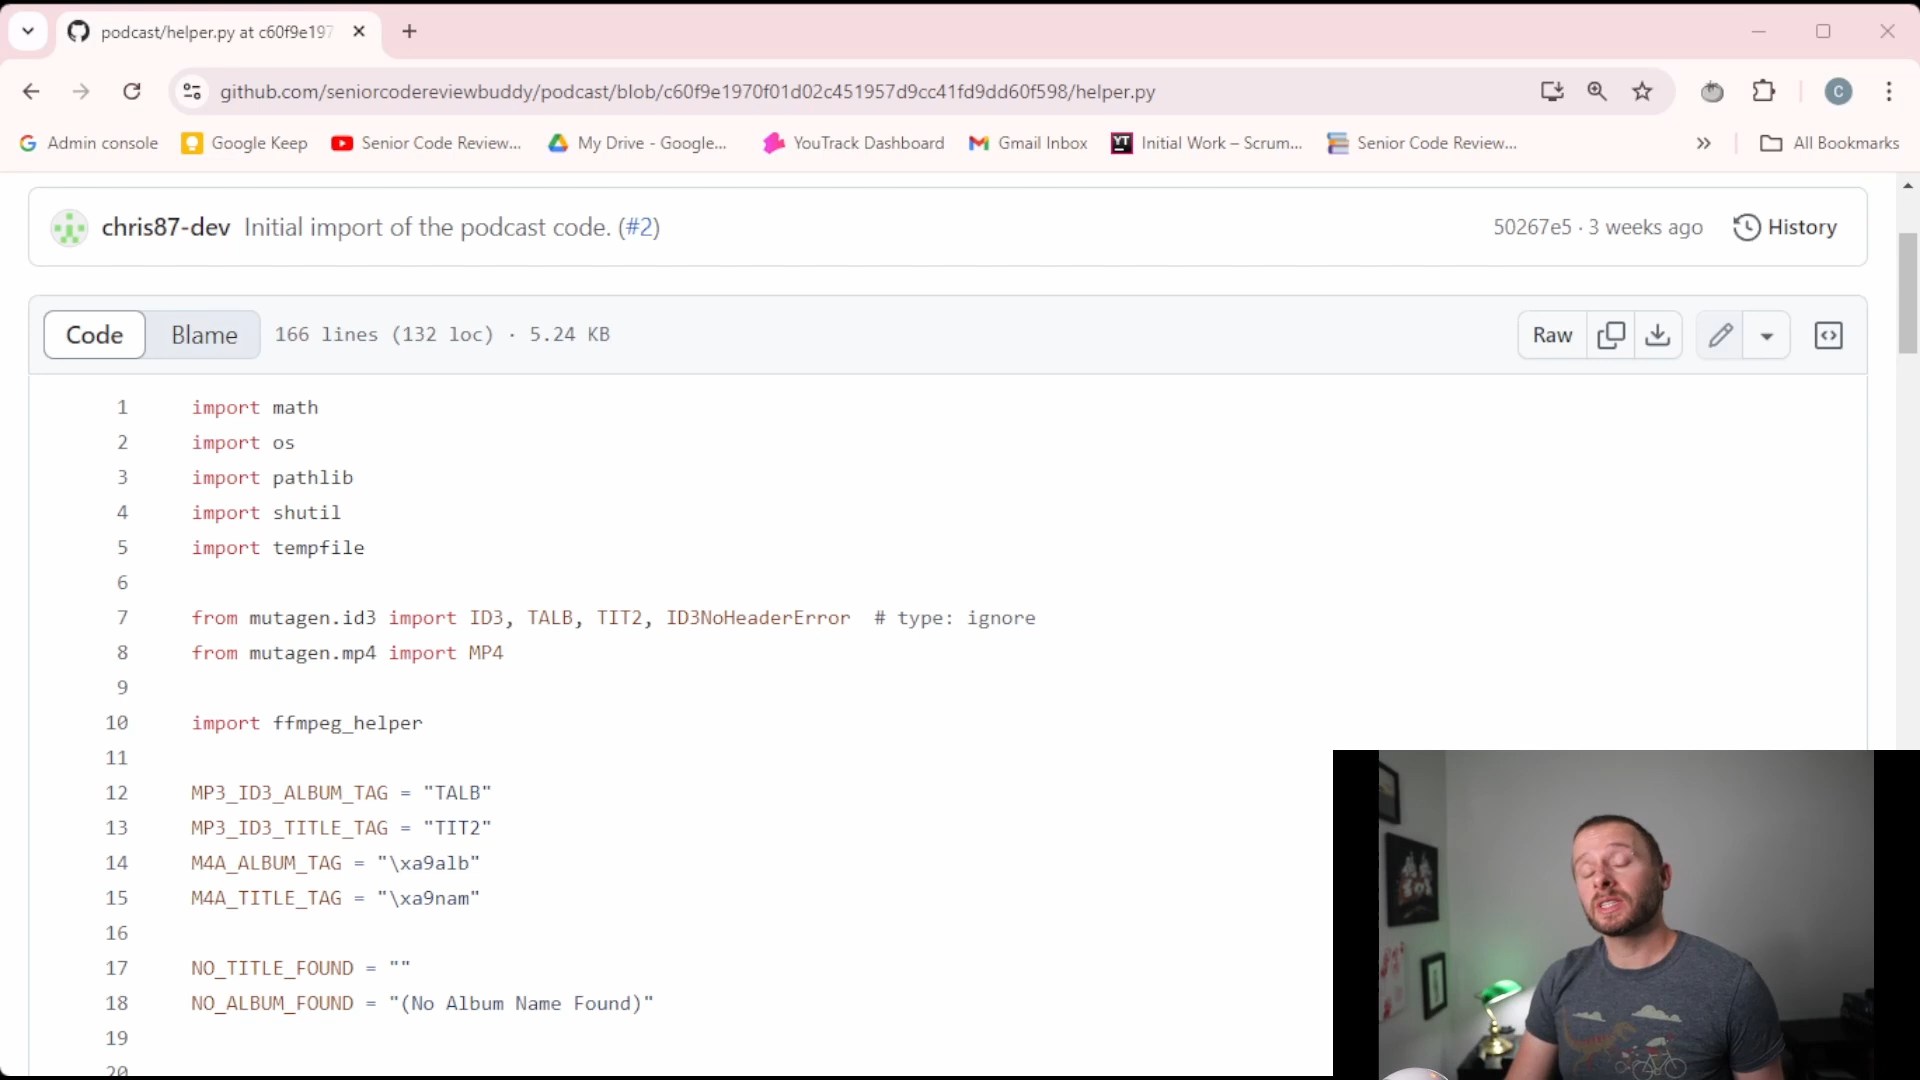 podcast/helper.py at c60f9e197
github.com/seniorcodereviewbuddy/podcast/blob/c60f9e1970f01d02c451957d9cc41fd9dd60f598/helper.py
C
Admin console
Google Keep
Senior Code Review...
My Drive - Google...
YouTrack Dashboard
Gmail Inbox
YT
Initial Work – Scrum...
Senior Code Review...
All Bookmarks
chris87-dev Initial import of the podcast code. (#2)
50267e5 · 3 weeks ago
History
Code
Blame
166 lines (132 loc) · 5.24 KB
Raw
1 import math
2 import os
3 import pathlib
4 import shutil
5 import tempfile
6
7 from mutagen.id3 import ID3, TALB, TIT2, ID3NoHeaderError  # type: ignore
8 from mutagen.mp4 import MP4
9
10 import ffmpeg_helper
11
12 MP3_ID3_ALBUM_TAG = "TALB"
13 MP3_ID3_TITLE_TAG = "TIT2"
14 M4A_ALBUM_TAG = "\xa9alb"
15 M4A_TITLE_TAG = "\xa9nam"
16
17 NO_TITLE_FOUND = ""
18 NO_ALBUM_FOUND = "(No Album Name Found)"
19
20